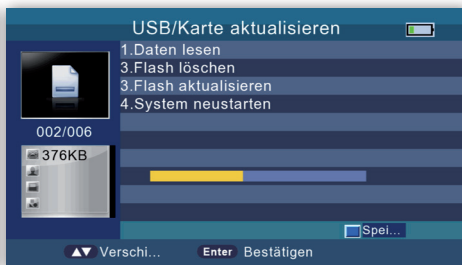 USB/Karte aktualisieren
1.Daten lesen
3.Flash löschen
3.Flash aktualisieren
4.System neustarten
002/006
376KB
Spei...
Verschi...
Enter Bestätigen